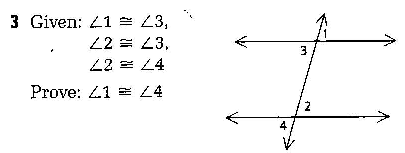 3 Given: ∠1 ≅ ∠3,
∠2 ≅ ∠3,
∠2 ≅ ∠4
Prove: ∠1 ≅ ∠4
1
3
2
4